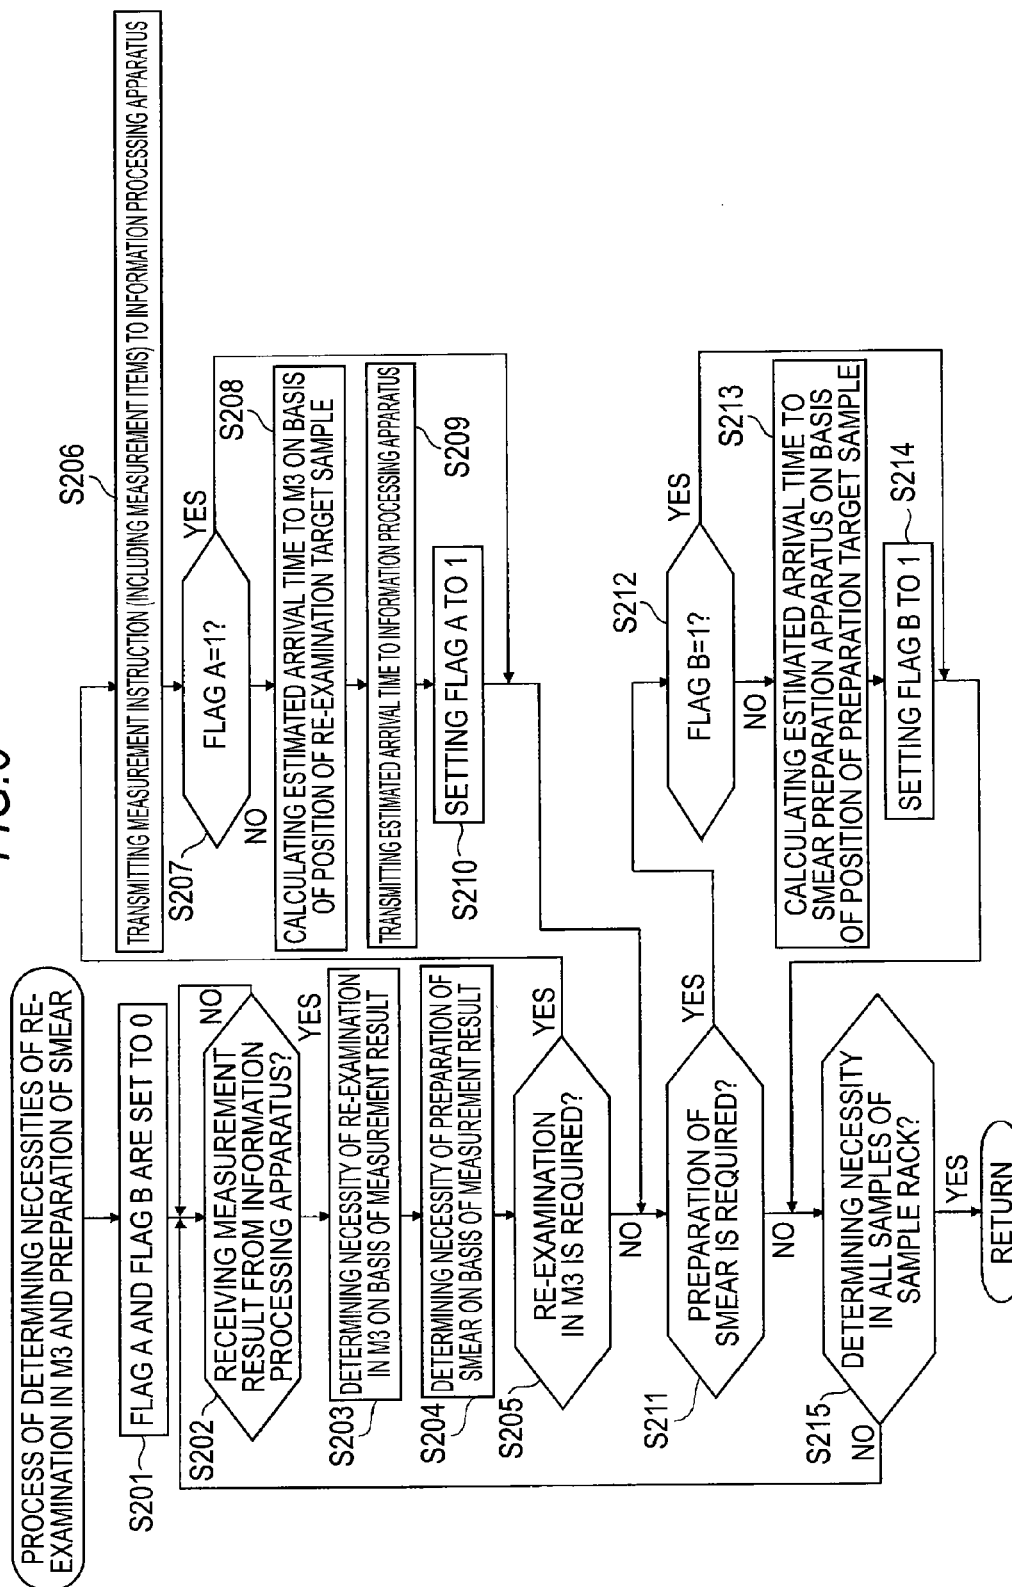 PROCESS OF DETERMINING NECESSITIES OF RE-
EXAMINATION IN M3 AND PREPARATION OF SMEAR
S201
FLAG A AND FLAG B ARE SET TO 0
S202
RECEIVING MEASUREMENT
RESULT FROM INFORMATION
PROCESSING APPARATUS?
NO
YES
S203
DETERMINING NECESSITY OF RE-EXAMINATION
IN M3 ON BASIS OF MEASUREMENT RESULT
S204
DETERMINING NECESSITY OF PREPARATION OF
SMEAR ON BASIS OF MEASUREMENT RESULT
S205
RE-EXAMINATION
IN M3 IS REQUIRED?
YES
NO
S206
TRANSMITTING MEASUREMENT INSTRUCTION (INCLUDING MEASUREMENT ITEMS) TO INFORMATION PROCESSING APPARATUS
S207
FLAG A=1?
YES
NO
S208
CALCULATING ESTIMATED ARRIVAL TIME TO M3 ON BASIS
OF POSITION OF RE-EXAMINATION TARGET SAMPLE
S209
TRANSMITTING ESTIMATED ARRIVAL TIME TO INFORMATION PROCESSING APPARATUS
S210
SETTING FLAG A TO 1
S211
PREPARATION OF
SMEAR IS REQUIRED?
YES
NO
S212
FLAG B=1?
YES
NO
S213
CALCULATING ESTIMATED ARRIVAL TIME TO
SMEAR PREPARATION APPARATUS ON BASIS
OF POSITION OF PREPARATION TARGET SAMPLE
S214
SETTING FLAG B TO 1
S215
DETERMINING NECESSITY
IN ALL SAMPLES OF
SAMPLE RACK?
NO
YES
RETURN